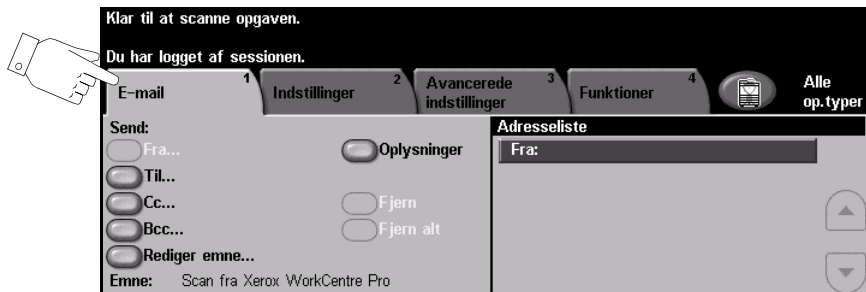 Klar til at scanne opgaven.
Du har logget af sessionen.
E-mail 1
Indstillinger 2
Avancerede indstillinger 3
Funktioner 4
Alle op.typer
Send:
Fra...
Oplysninger
Til...
Cc...
Fjern
Bcc...
Fjern alt
Rediger emne...
Emne: Scan fra Xerox WorkCentre Pro
Adresseliste
Fra: